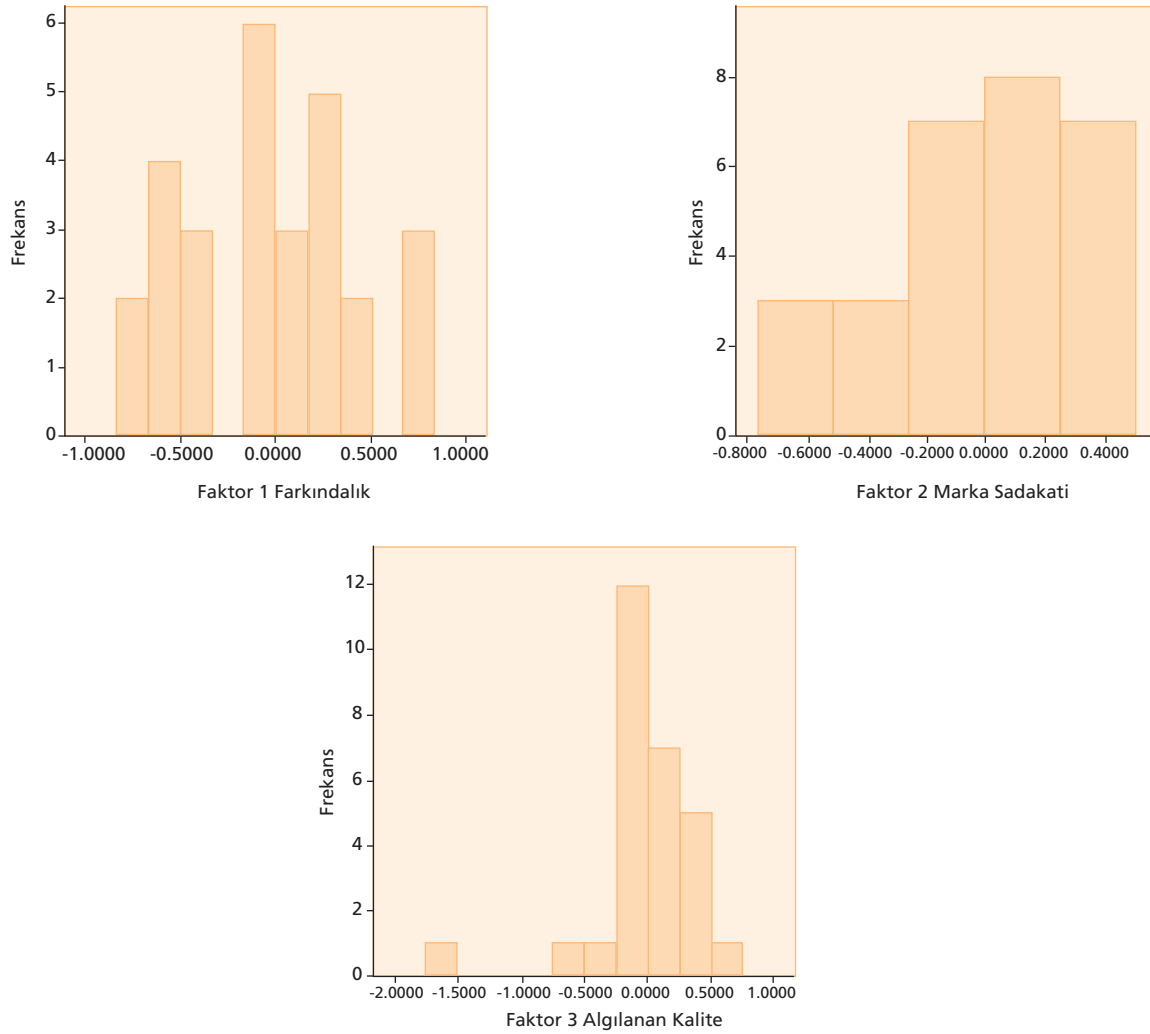 6
5
4
3
2
1
0
Frekans
-1.0000 -0.5000 0.0000 0.5000 1.0000
Faktor 1 Farkındalık
8
6
4
2
0
Frekans
-0.8000 -0.6000 -0.4000 -0.2000 0.0000 0.2000 0.4000
Faktor 2 Marka Sadakati
12
10
8
6
4
2
0
Frekans
-2.0000 -1.5000 -1.0000 -0.5000 0.0000 0.5000 1.0000
Faktor 3 Algılanan Kalite